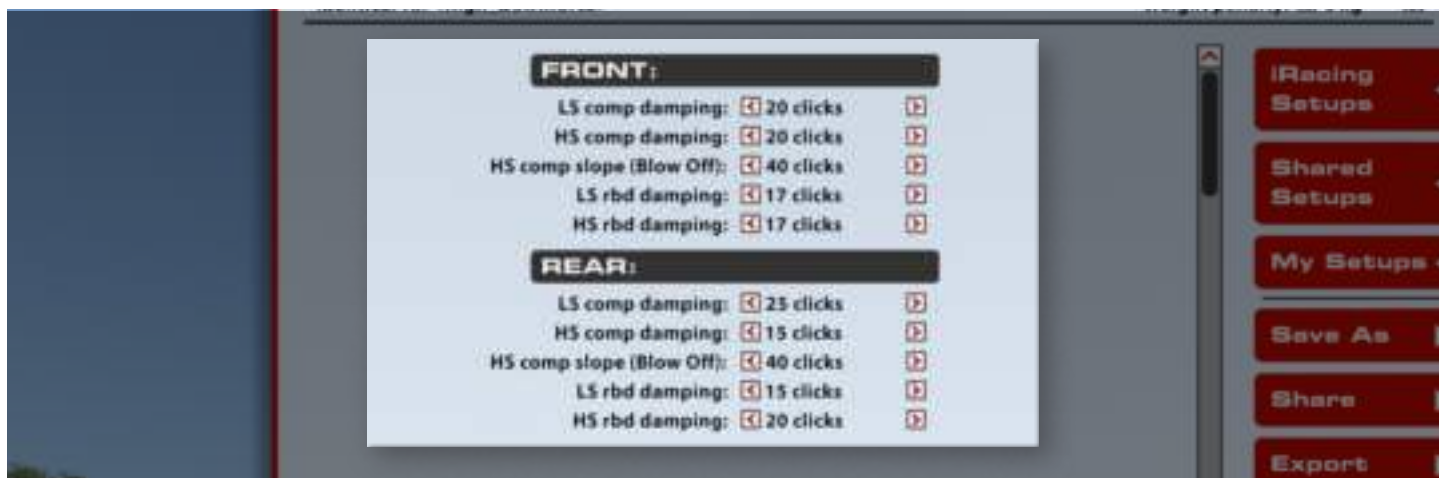 FRONT:
LS comp damping: 20 clicks
HS comp damping: 20 clicks
HS comp slope (Blow Off): 40 clicks
LS rbd damping: 17 clicks
HS rbd damping: 17 clicks
REAR:
LS comp damping: 25 clicks
HS comp damping: 15 clicks
HS comp slope (Blow Off): 40 clicks
LS rbd damping: 15 clicks
HS rbd damping: 20 clicks
iRacing
Setups
Shared
Setups
My Setups
Save As
Share
Export